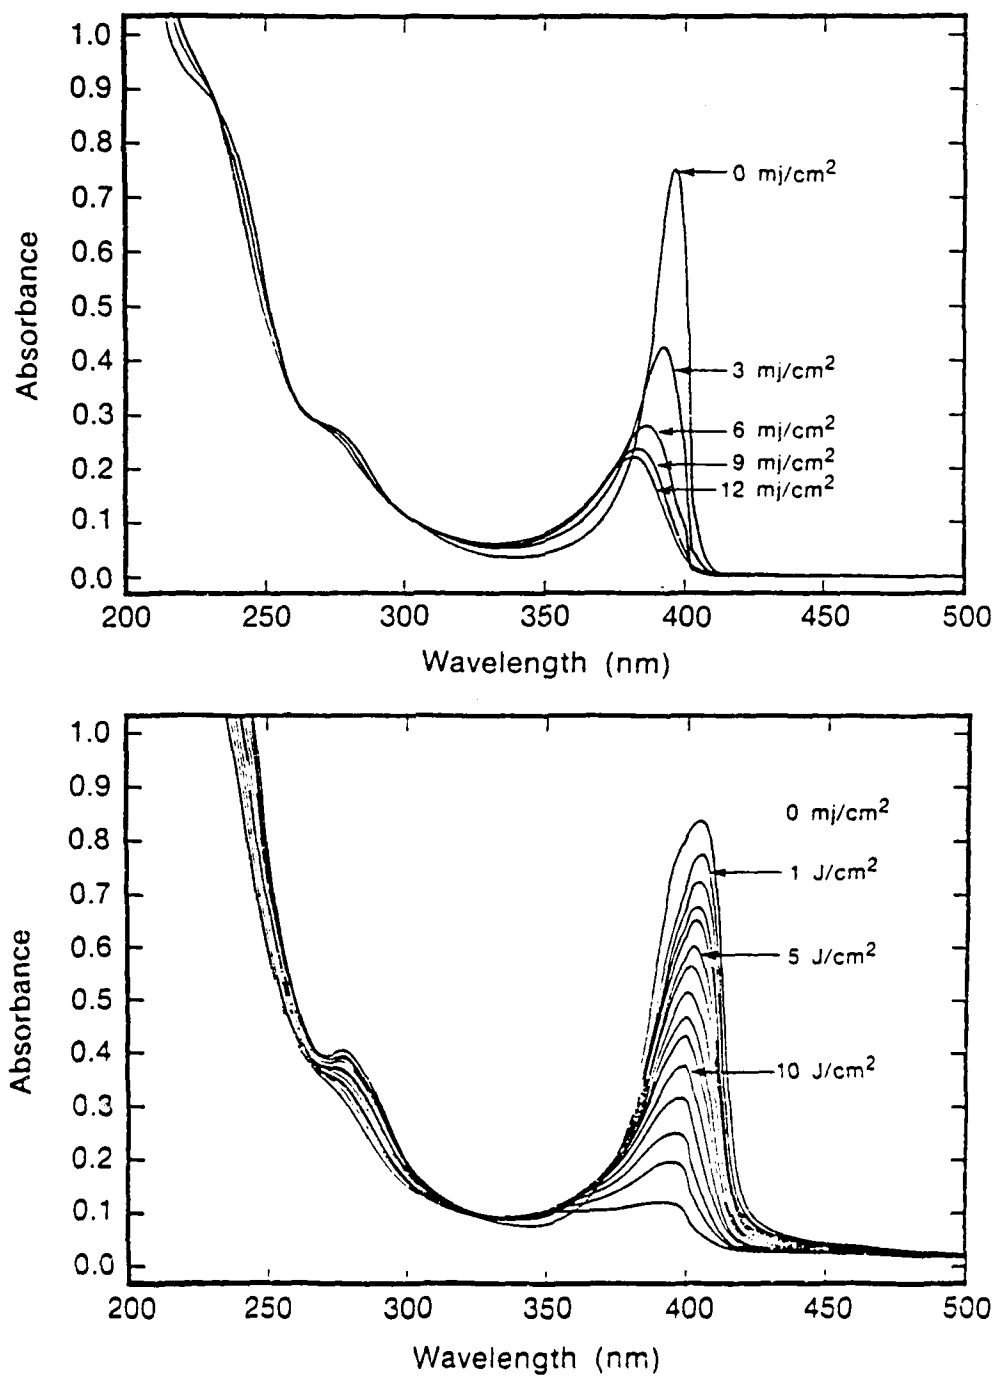 1.0
0.9
0.8
0.7
0.6
0.5
0.4
0.3
0.2
0.1
0.0
Absorbance
0 mj/cm²
3 mj/cm²
6 mj/cm²
9 mj/cm²
12 mj/cm²
200 250 300 350 400 450 500
Wavelength (nm)
1.0
0.9
0.8
0.7
0.6
0.5
0.4
0.3
0.2
0.1
0.0
Absorbance
0 mj/cm²
1 J/cm²
5 J/cm²
10 J/cm²
200 250 300 350 400 450 500
Wavelength (nm)